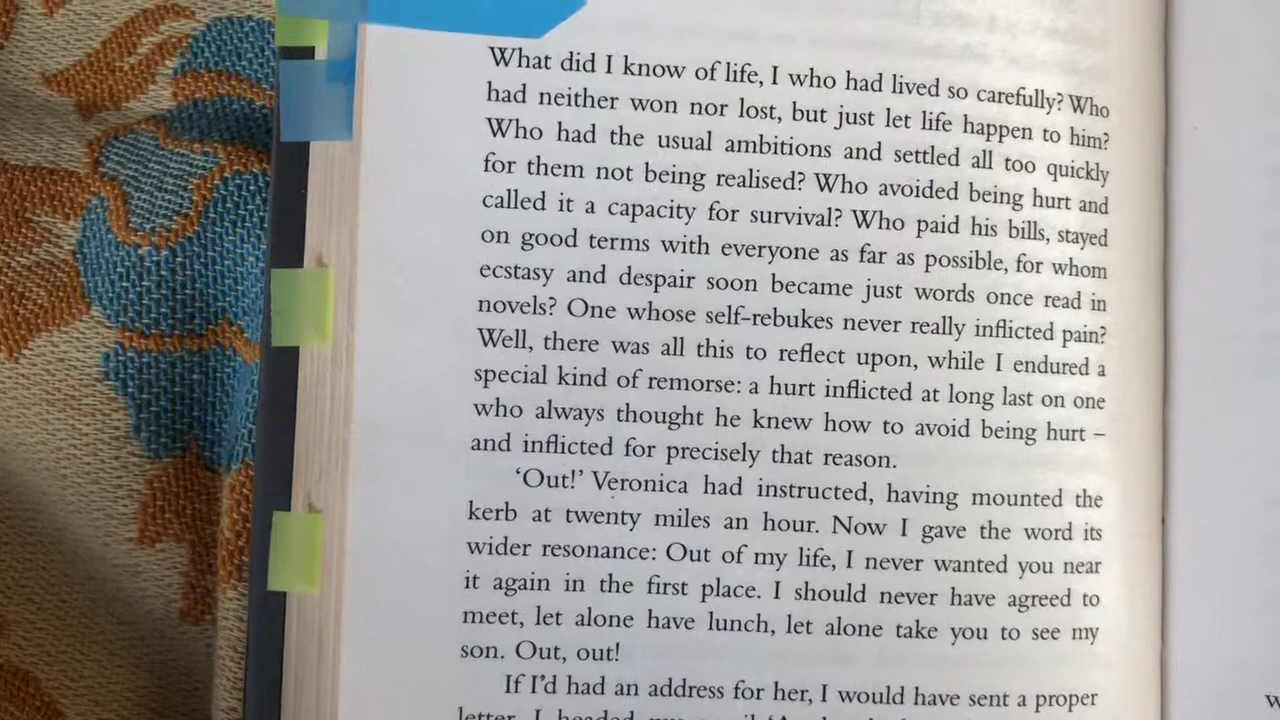 What did I know of life, I who had lived so carefully? Who
had neither won nor lost, but just let life happen to him?
Who had the usual ambitions and settled all too quickly
for them not being realised? Who avoided being hurt and
called it a capacity for survival? Who paid his bills, stayed
on good terms with everyone as far as possible, for whom
ecstasy and despair soon became just words once read in
novels? One whose self-rebukes never really inflicted pain?
Well, there was all this to reflect upon, while I endured a
special kind of remorse: a hurt inflicted at long last on one
who always thought he knew how to avoid being hurt –
and inflicted for precisely that reason.
‘Out!’ Veronica had instructed, having mounted the
kerb at twenty miles an hour. Now I gave the word its
wider resonance: Out of my life, I never wanted you near
it again in the first place. I should never have agreed to
meet, let alone have lunch, let alone take you to see my
son. Out, out!
If I’d had an address for her, I would have sent a proper
letter. I headed my